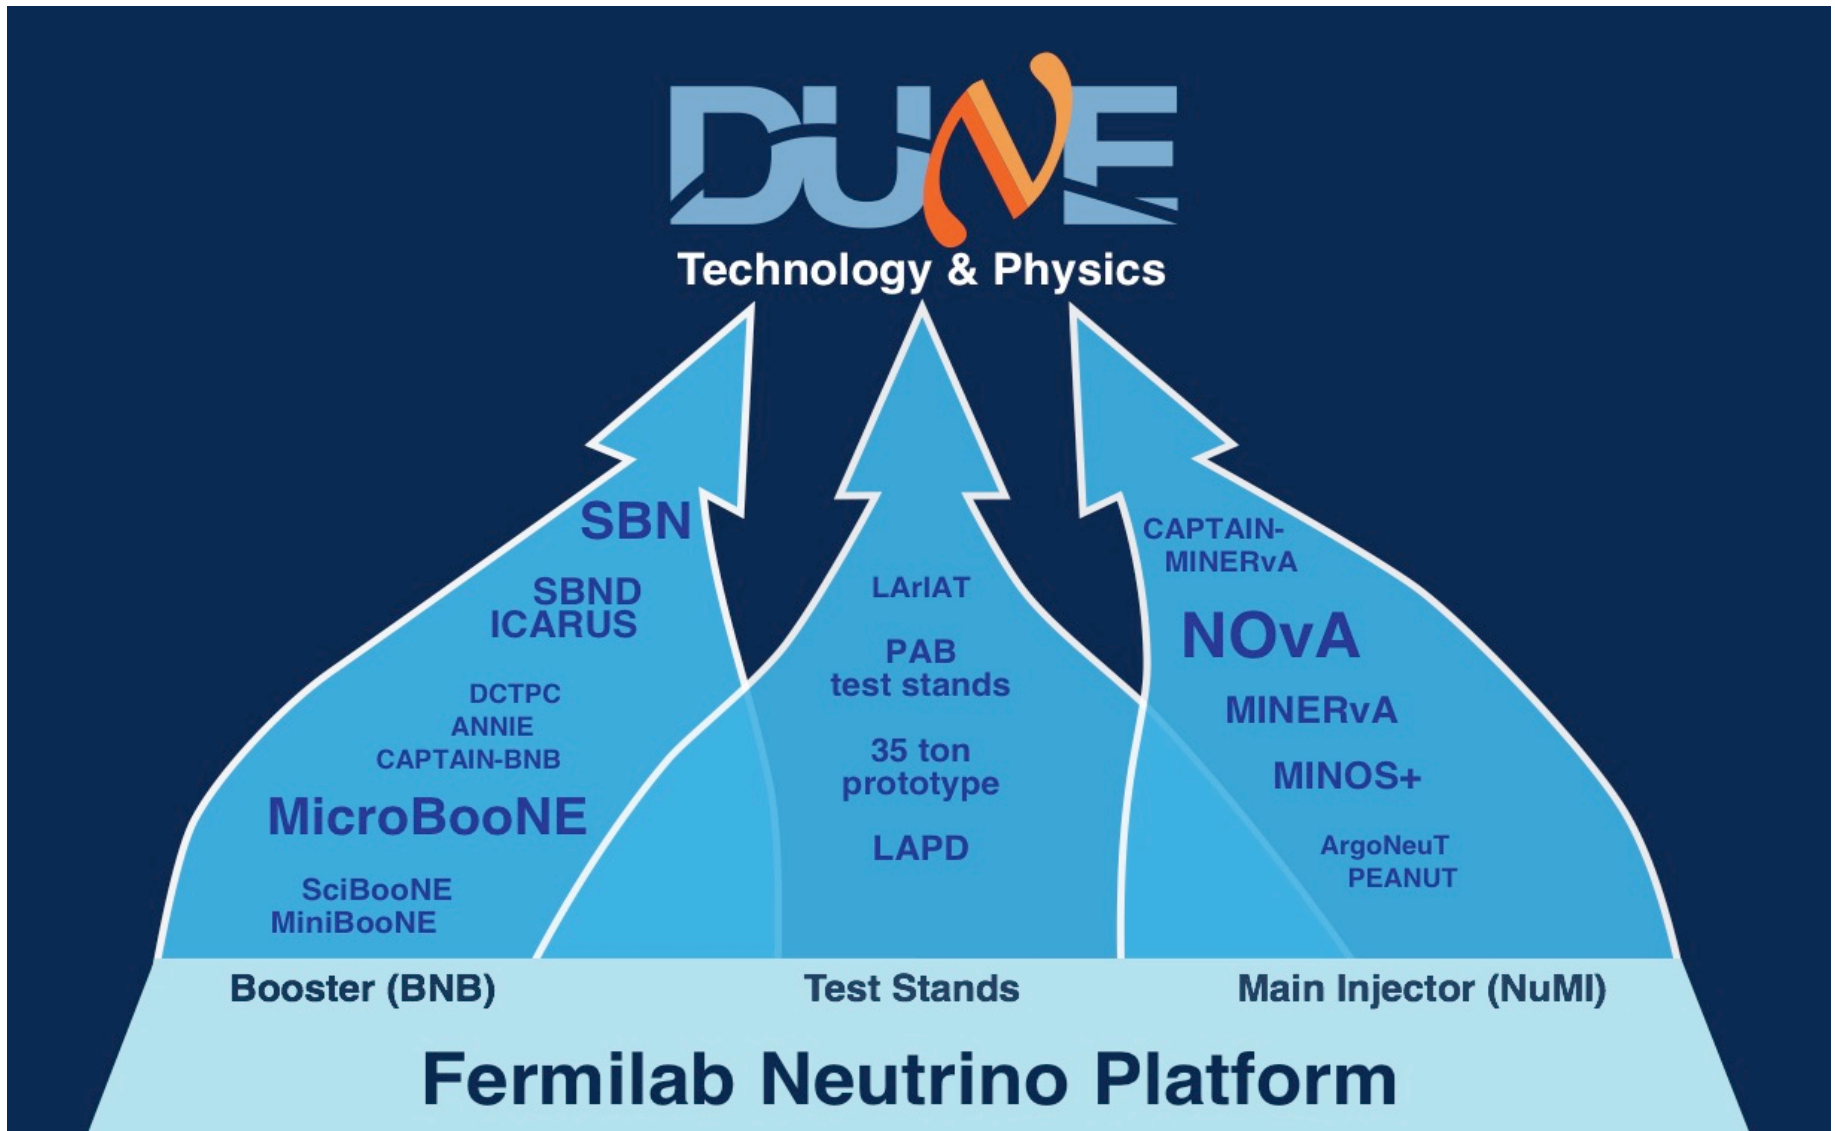 DUNE
Technology & Physics
SBN
SBND
ICARUS
DCTPC
ANNIE
CAPTAIN-BNB
MicroBooNE
SciBooNE
MiniBooNE
LArIAT
PAB
test stands
35 ton
prototype
LAPD
CAPTAIN-
MINERvA
NOvA
MINERvA
MINOS+
ArgoNeuT
PEANUT
Booster (BNB)
Test Stands
Main Injector (NuMI)
Fermilab Neutrino Platform